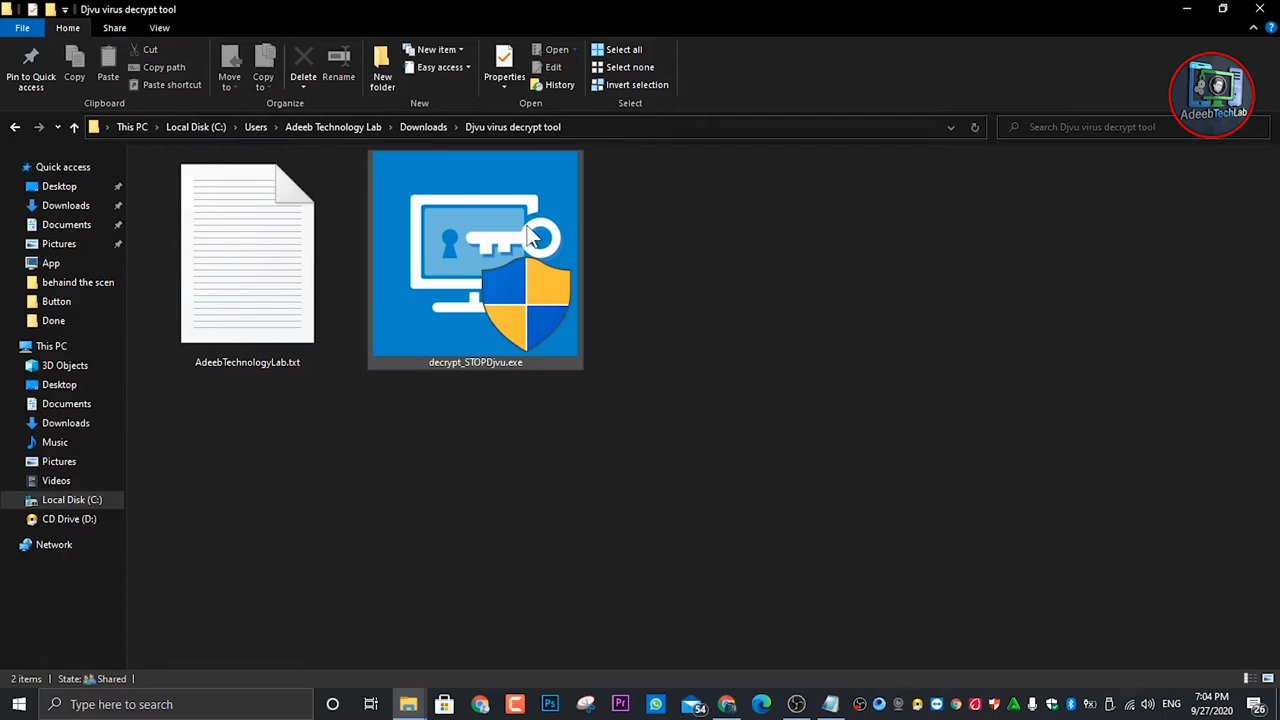 Djvu virus decrypt tool
File
Home
Share
View
Pin to Quick access
Copy
Paste
Cut
Copy path
Paste shortcut
Clipboard
Move to
Copy to
Delete
Rename
Organize
New folder
New item
Easy access
New
Properties
Open
Edit
History
Open
Select all
Select none
Invert selection
Select
AdeebTechLab
This PC
Local Disk (C:)
Users
Adeeb Technology Lab
Downloads
Djvu virus decrypt tool
Search Djvu virus decrypt tool
Quick access
Desktop
Downloads
Documents
Pictures
App
behaind the scen
Button
Done
This PC
3D Objects
Desktop
Documents
Downloads
Music
Pictures
Videos
Local Disk (C:)
CD Drive (D:)
Network
AdeebTechnologyLab.txt
decrypt_STOPDjvu.exe
2 items
State:
Shared
Type here to search
Ps
Pr
54
ENG
7:04 PM
9/27/2020
26